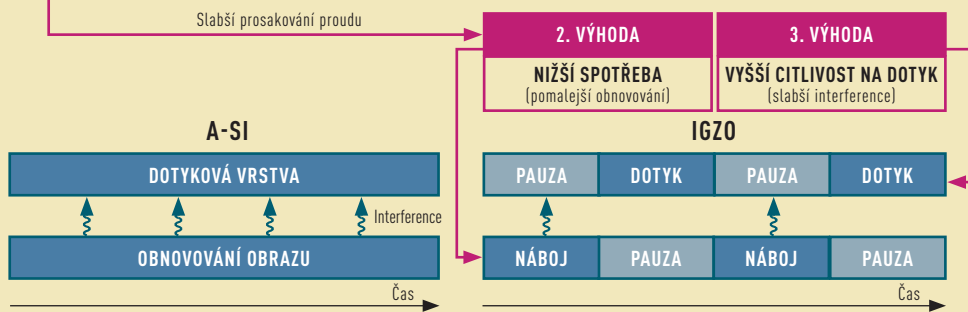 Slabší prosakování proudu
2. VÝHODA
NIŽŠÍ SPOTŘEBA
(pomalejší obnovování)
3. VÝHODA
VYŠŠÍ CITLIVOST NA DOTYK
(slabší interference)
A-SI
DOTYKOVÁ VRSTVA
Interference
OBNOVOVÁNÍ OBRAZU
Čas
IGZO
PAUZA DOTYK PAUZA DOTYK
NÁBOJ PAUZA NÁBOJ PAUZA
Čas